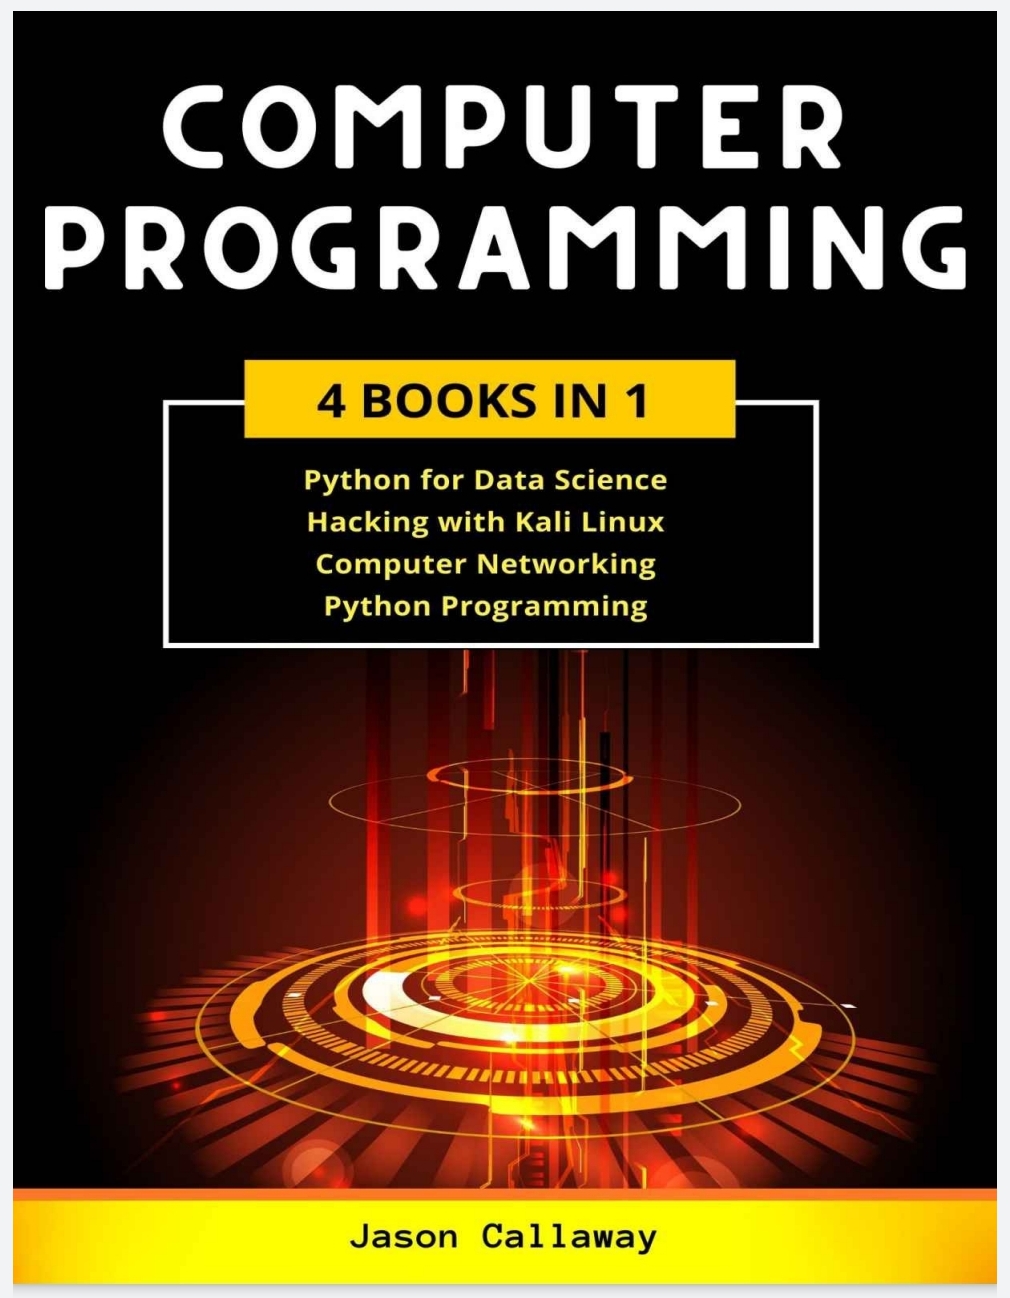 COMPUTER
PROGRAMMING
4 BOOKS IN 1
Python for Data Science
Hacking with Kali Linux
Computer Networking
Python Programming
Jason Callaway